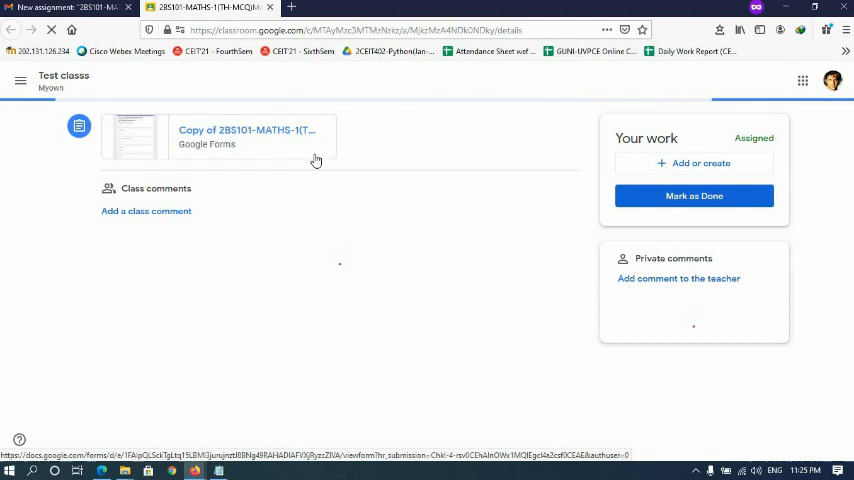 New assignment: "2BS101-MATHS-
2BS101-MATHS-1(TH-MCQ)M
https://classroom.google.com/c/MTAyMzc3MTMzNzkz/a/MjkzMzA4NDk0NDky/details
202.131.126.234
Cisco Webex Meetings
CEIT'21 - FourthSem
CEIT'21 - SixthSem
2CEIT402-Python(Jan-...
Attendance Sheet wef ...
GUNI-UVPCE Online C...
Daily Work Report (CE...
Test classs
Myown
Copy of 2BS101-MATHS-1(T...
Google Forms
Class comments
Add a class comment
Your work
Assigned
+ Add or create
Mark as Done
Private comments
Add comment to the teacher
ENG
11:25 PM